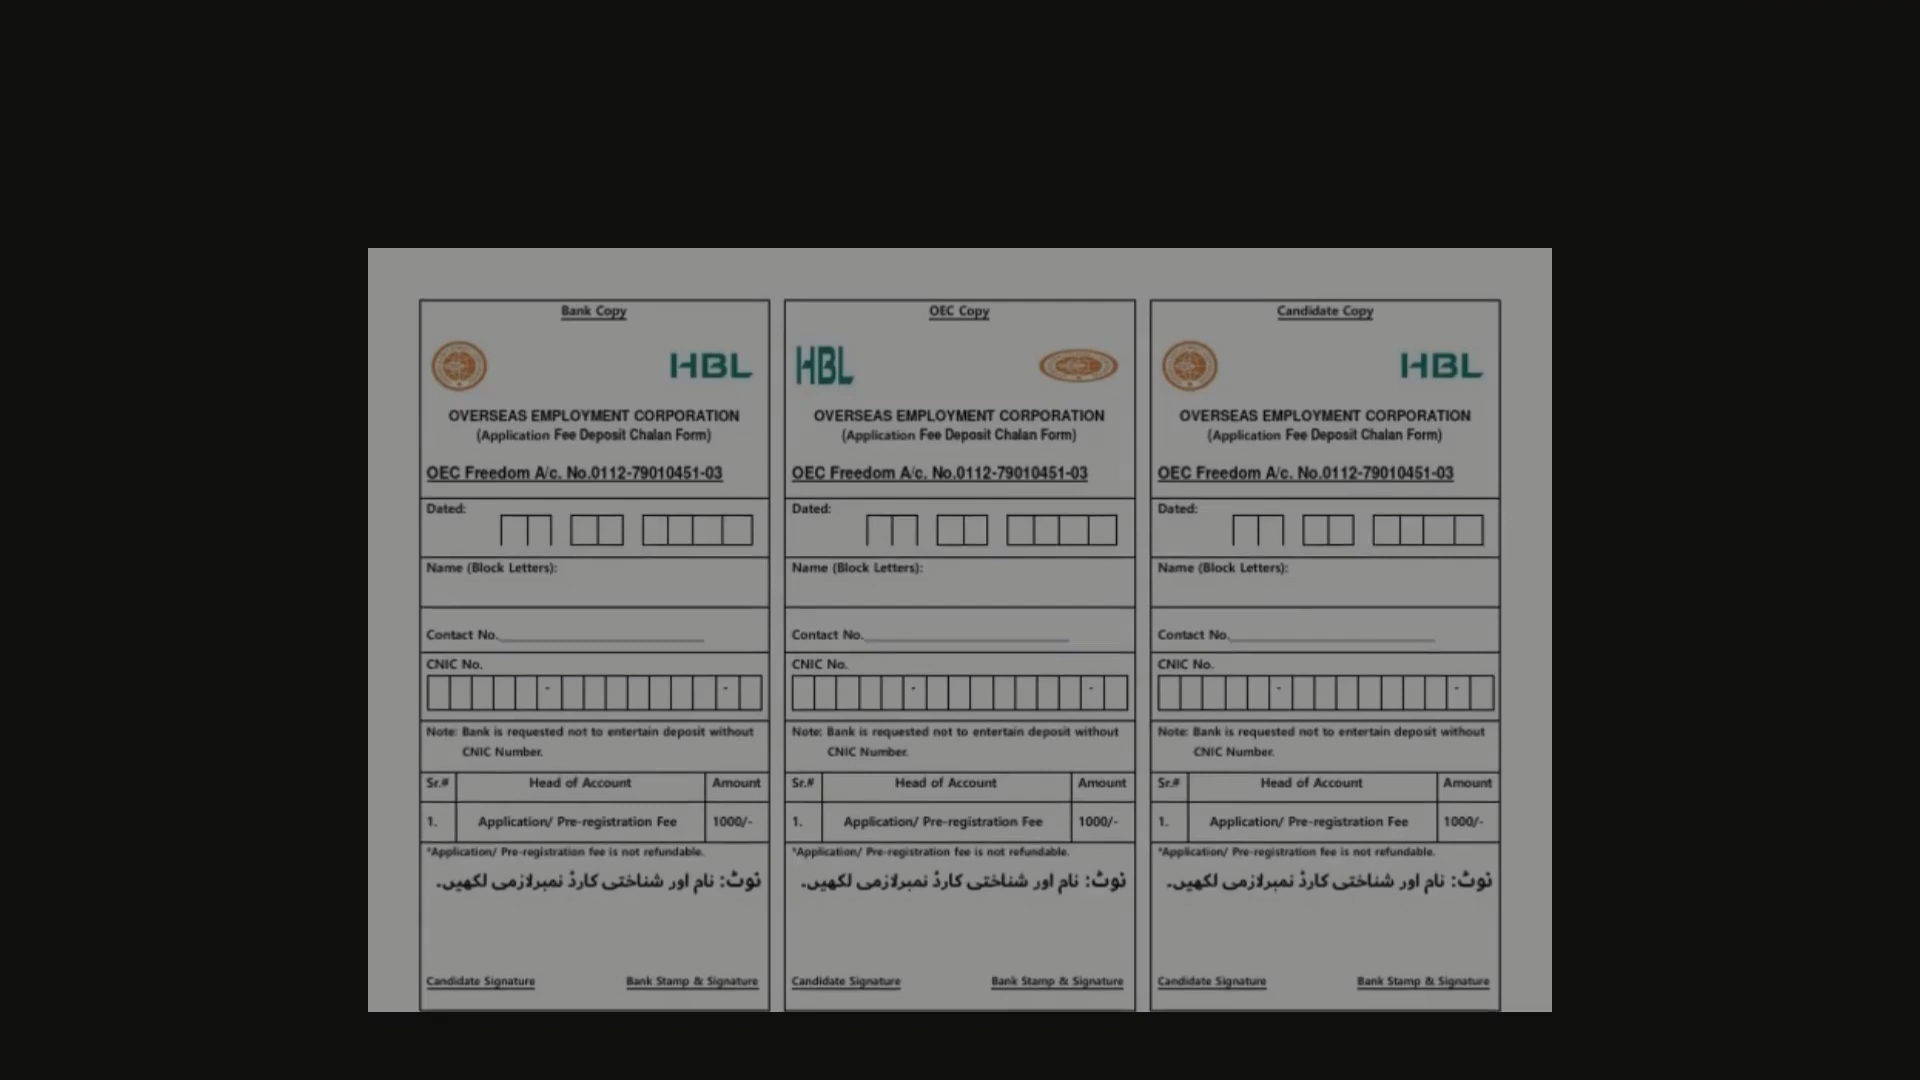 Bank Copy
HBL
OVERSEAS EMPLOYMENT CORPORATION
(Application Fee Deposit Chalan Form)
OEC Freedom A/c. No.0112-79010451-03
Dated:
Name (Block Letters):
Contact No.
CNIC No.
- -
Note: Bank is requested not to entertain deposit without
CNIC Number.
Sr.# Head of Account Amount
1. Application/ Pre-registration Fee 1000/-
*Application/ Pre-registration fee is not refundable.
نوٹ: نام اور شناختی کارڈ نمبرلازمی لکھیں۔
Candidate Signature Bank Stamp & Signature
OEC Copy
HBL
OVERSEAS EMPLOYMENT CORPORATION
(Application Fee Deposit Chalan Form)
OEC Freedom A/c. No.0112-79010451-03
Dated:
Name (Block Letters):
Contact No.
CNIC No.
- -
Note: Bank is requested not to entertain deposit without
CNIC Number.
Sr.# Head of Account Amount
1. Application/ Pre-registration Fee 1000/-
*Application/ Pre-registration fee is not refundable.
نوٹ: نام اور شناختی کارڈ نمبرلازمی لکھیں۔
Candidate Signature Bank Stamp & Signature
Candidate Copy
HBL
OVERSEAS EMPLOYMENT CORPORATION
(Application Fee Deposit Chalan Form)
OEC Freedom A/c. No.0112-79010451-03
Dated:
Name (Block Letters):
Contact No.
CNIC No.
- -
Note: Bank is requested not to entertain deposit without
CNIC Number.
Sr.# Head of Account Amount
1. Application/ Pre-registration Fee 1000/-
*Application/ Pre-registration fee is not refundable.
نوٹ: نام اور شناختی کارڈ نمبرلازمی لکھیں۔
Candidate Signature Bank Stamp & Signature